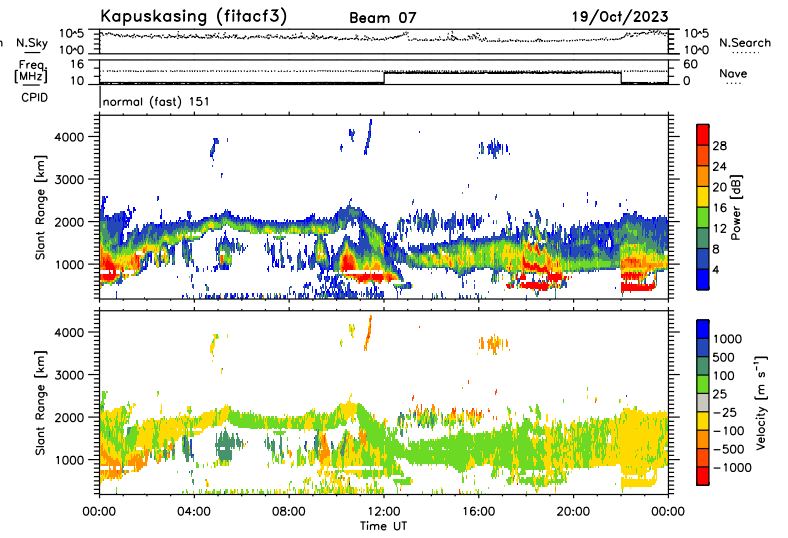 Kapuskasing (fitacf3) Beam 07 19/Oct/2023
n N.Sky 10^5 10^0 10^5 10^0 N.Search
Freq. [MHz] 16 10 60 0 Nave
CPID normal (fast) 151
Slant Range [km]
4000
3000
2000
1000
28
24
20
16
12
8
4
Power [dB]
Slant Range [km]
4000
3000
2000
1000
1000
500
100
25
-25
-100
-500
-1000
Velocity [m s⁻¹]
00:00 04:00 08:00 12:00 16:00 20:00 00:00
Time UT